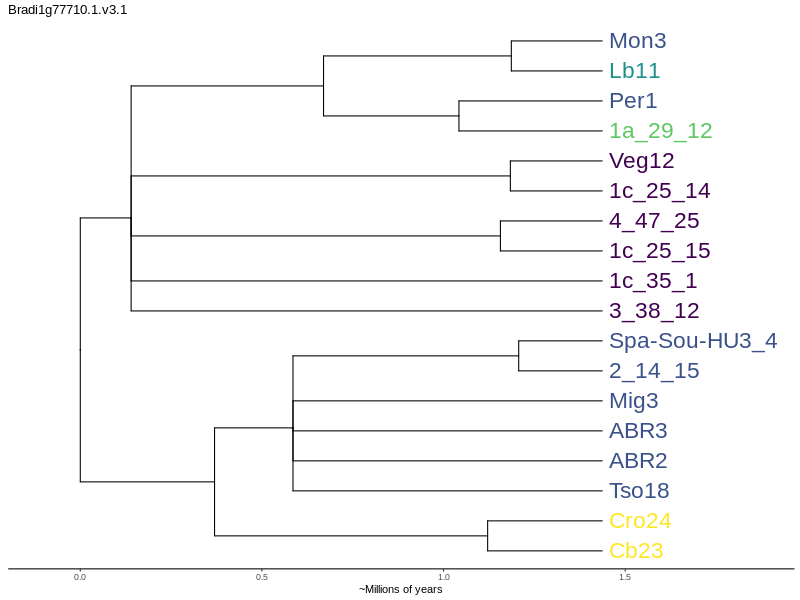 Bradi1g77710.1.v3.1
Mon3
Lb11
Per1
1a_29_12
Veg12
1c_25_14
4_47_25
1c_25_15
1c_35_1
3_38_12
Spa-Sou-HU3_4
2_14_15
Mig3
ABR3
ABR2
Tso18
Cro24
Cb23
0.0 0.5 1.0 1.5
~Millions of years